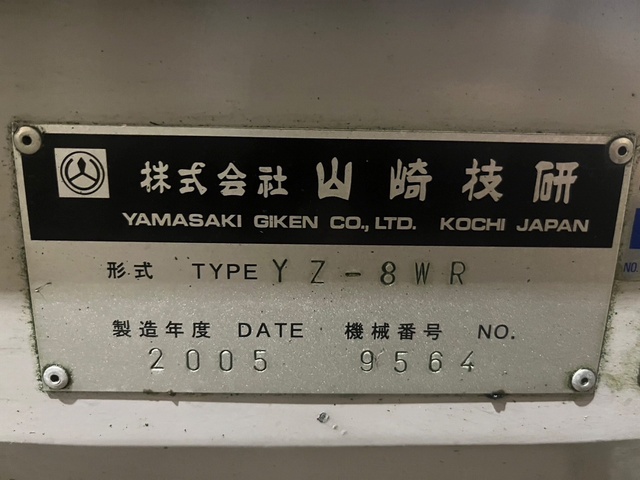 株式会社 山崎技研
YAMASAKI GIKEN CO., LTD. KOCHI JAPAN
形式 TYPE YZ-8WR
製造年度 DATE 機械番号 NO.
2005 9564
NO